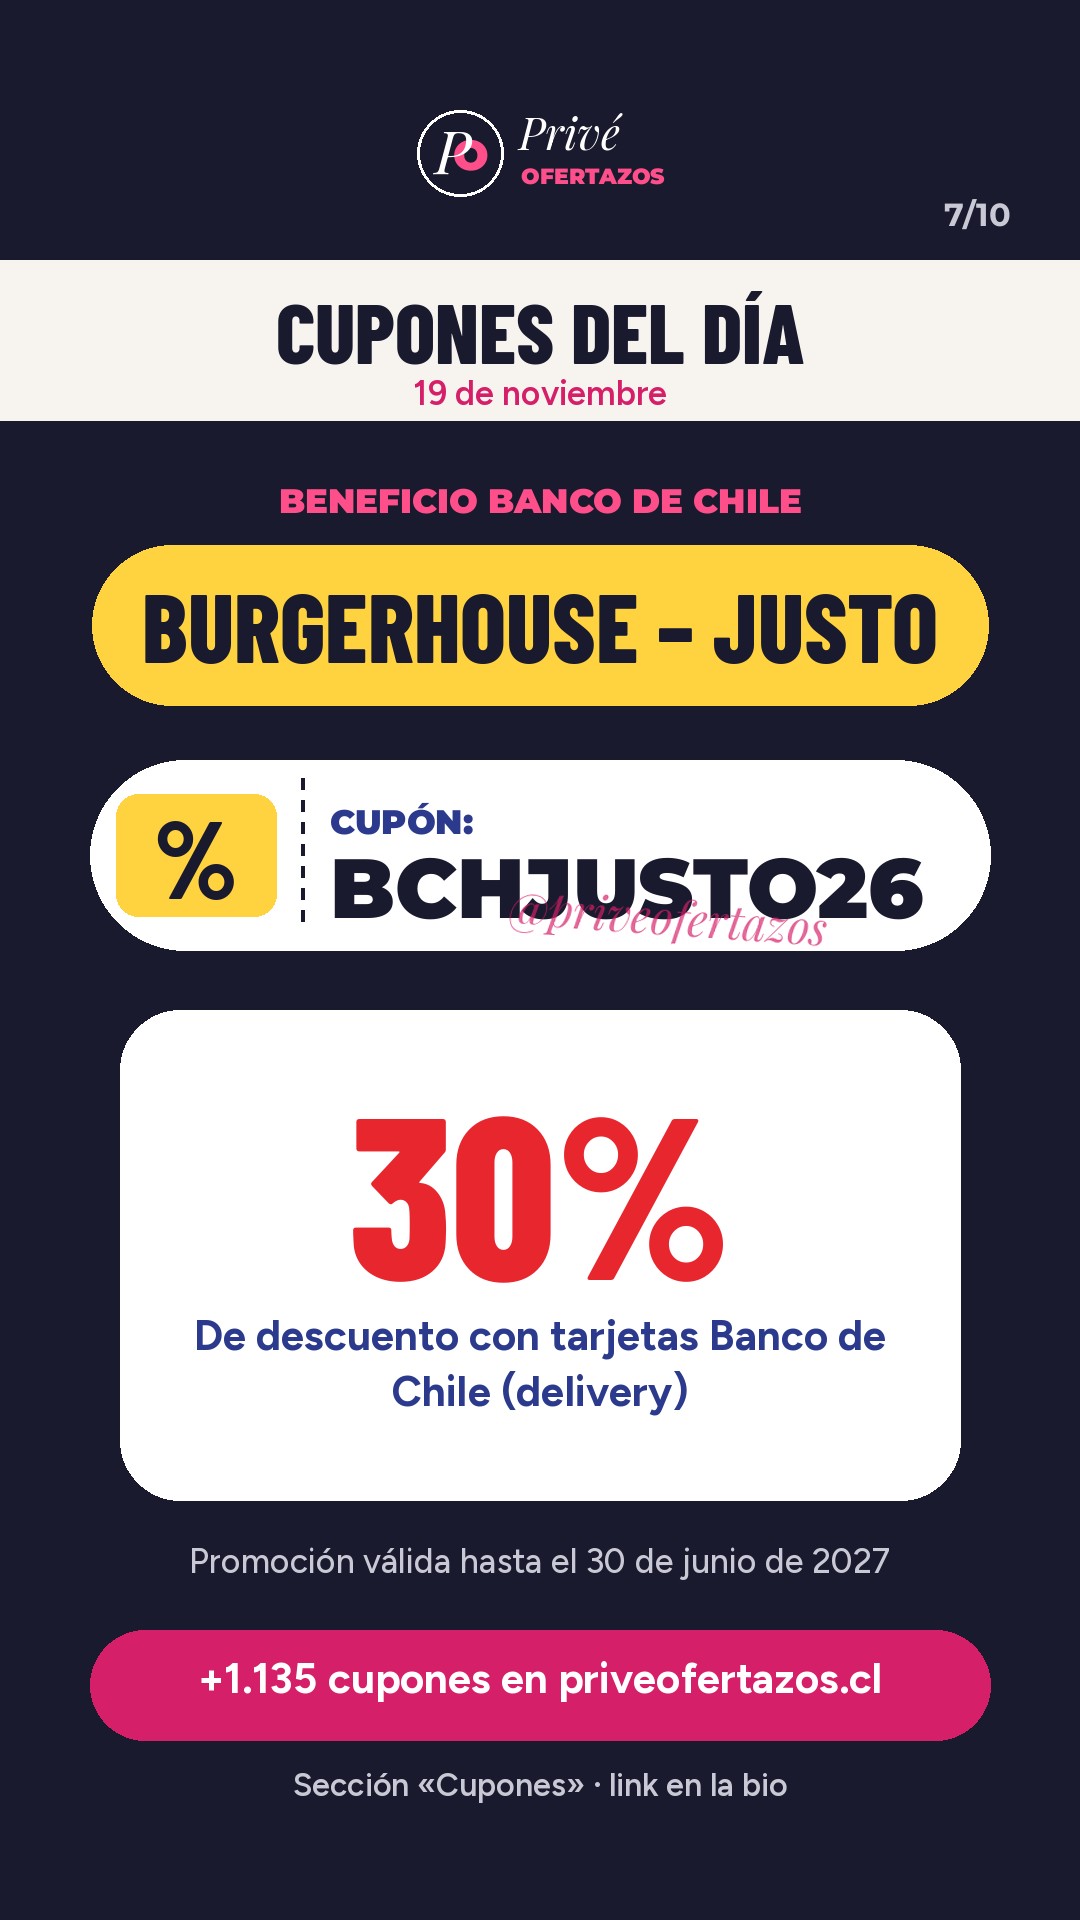 Po
Privé
OFERTAZOS
7/10
CUPONES DEL DÍA
19 de noviembre
BENEFICIO BANCO DE CHILE
BURGERHOUSE – JUSTO
%
CUPÓN:
BCHJUSTO26
@priveofertazos
30%
De descuento con tarjetas Banco de
Chile (delivery)
Promoción válida hasta el 30 de junio de 2027
+1.135 cupones en priveofertazos.cl
Sección «Cupones» · link en la bio